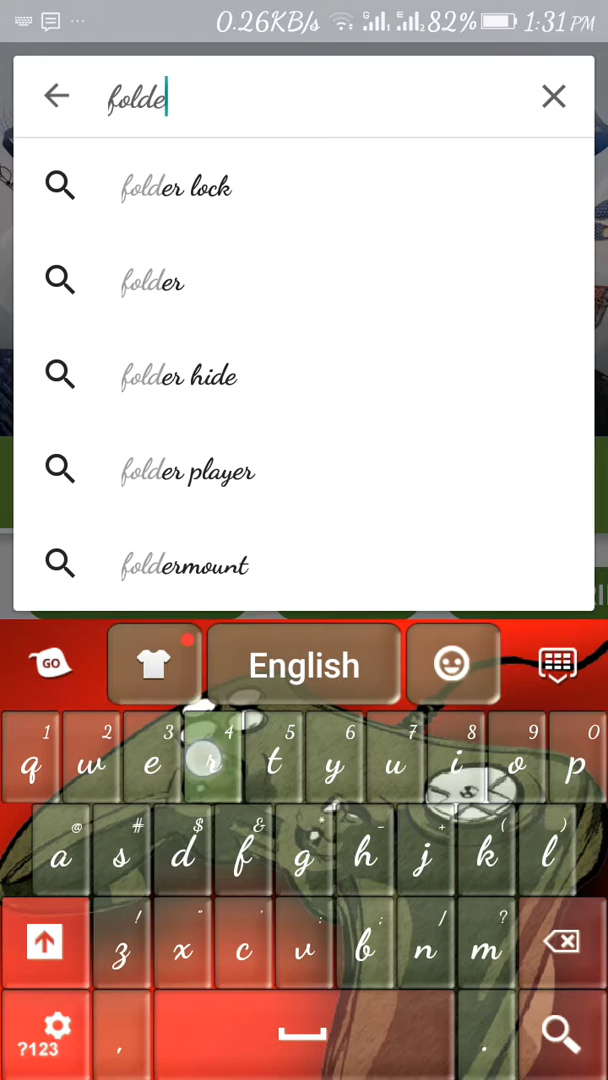 0.26KB/s 82% 1:31 PM
folde
folder lock
folder
folder hide
folder player
foldermount
GO English
1 2 3 4 5 6 7 8 9 0
q w e r t y u i o p
@ # $ & * - + ( )
a s d f g h j k l
! " ' : ; / ?
z x c v b n m
?123 , .